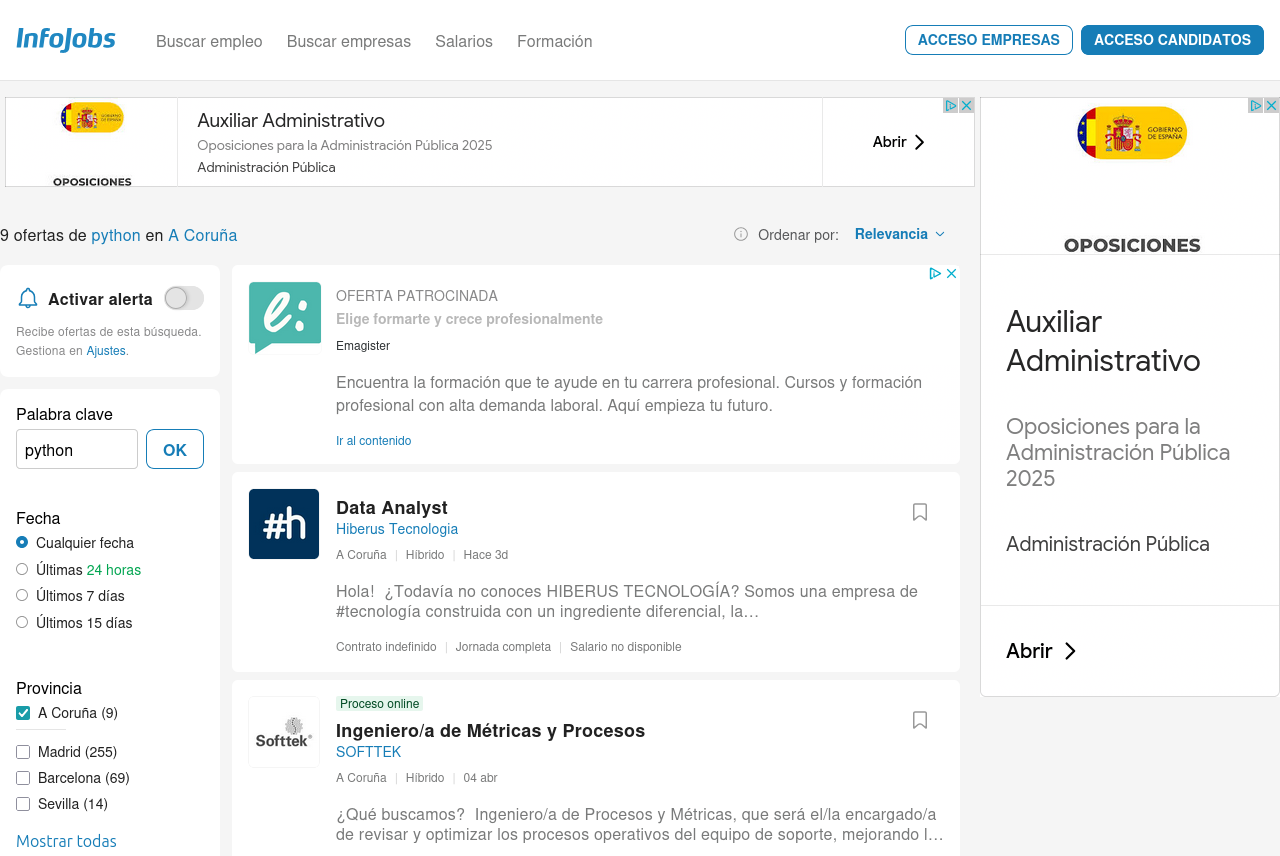 InfoJobs
Buscar empleo
Buscar empresas
Salarios
Formación
ACCESO EMPRESAS
ACCESO CANDIDATOS
GOBIERNO
DE ESPAÑA
OPOSICIONES
Auxiliar Administrativo
Oposiciones para la Administración Pública 2025
Administración Pública
Abrir
GOBIERNO
DE ESPAÑA
OPOSICIONES
Auxiliar
Administrativo
Oposiciones para la
Administración Pública
2025
Administración Pública
Abrir
9 ofertas de python en A Coruña
Ordenar por: Relevancia
Activar alerta
Recibe ofertas de esta búsqueda.
Gestiona en Ajustes.
Palabra clave
python
OK
Fecha
Cualquier fecha
Últimas 24 horas
Últimos 7 días
Últimos 15 días
Provincia
A Coruña (9)
Madrid (255)
Barcelona (69)
Sevilla (14)
Mostrar todas
e:
OFERTA PATROCINADA
Elige formarte y crece profesionalmente
Emagister
Encuentra la formación que te ayude en tu carrera profesional. Cursos y formación
profesional con alta demanda laboral. Aquí empieza tu futuro.
Ir al contenido
#h
Data Analyst
Hiberus Tecnologia
A Coruña | Híbrido | Hace 3d
Hola!  ¿Todavía no conoces HIBERUS TECNOLOGÍA? Somos una empresa de
#tecnología construida con un ingrediente diferencial, la…
Contrato indefinido | Jornada completa | Salario no disponible
Softtek®
Proceso online
Ingeniero/a de Métricas y Procesos
SOFTTEK
A Coruña | Híbrido | 04 abr
¿Qué buscamos?  Ingeniero/a de Procesos y Métricas, que será el/la encargado/a
de revisar y optimizar los procesos operativos del equipo de soporte, mejorando l…